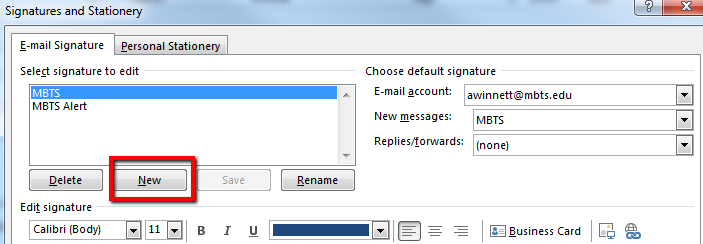 Signatures and Stationery
? ×
E-mail Signature Personal Stationery
Select signature to edit
MBTS
MBTS Alert
Delete New Save Rename
Choose default signature
E-mail account: awinnett@mbts.edu
New messages: MBTS
Replies/forwards: (none)
Edit signature
Calibri (Body) 11 B I U Business Card